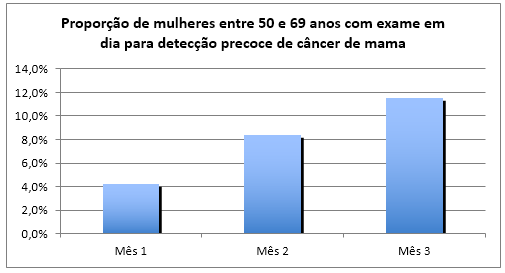 Proporção de mulheres entre 50 e 69 anos com exame em
dia para detecção precoce de câncer de mama
14,0%
12,0%
10,0%
8,0%
6,0%
4,0%
2,0%
0,0%
Mês 1 Mês 2 Mês 3